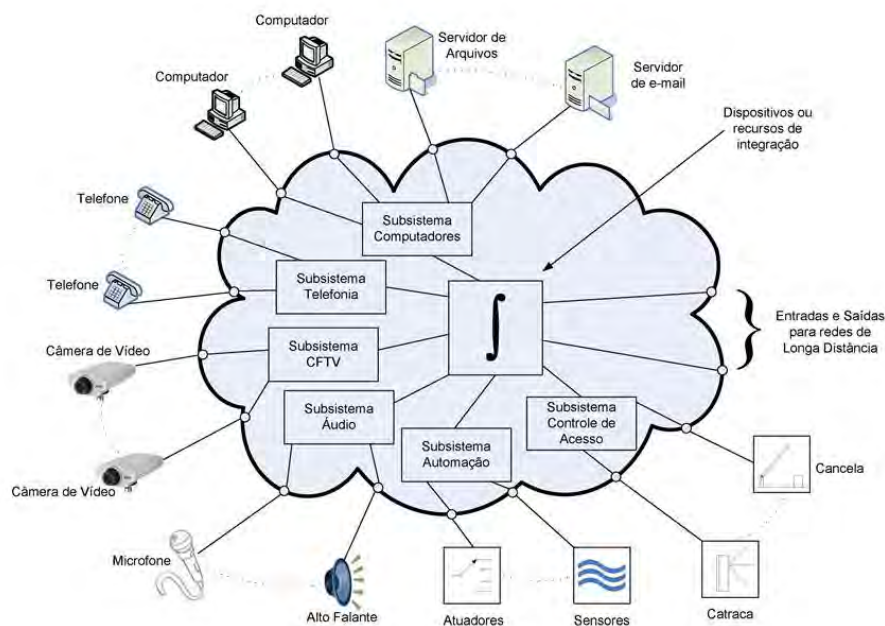 Computador
Computador
Servidor de
Arquivos
Servidor
de e-mail
Dispositivos ou
recursos de
integração
Telefone
Telefone
Subsistema
Computadores
Subsistema
Telefonia
Entradas e Saídas
para redes de
Longa Distância
Câmera de Vídeo
Subsistema
CFTV
Subsistema
Áudio
Subsistema
Automação
Subsistema
Controle de
Acesso
Câmera de Vídeo
Cancela
Microfone
Alto Falante
Atuadores
Sensores
Catraca